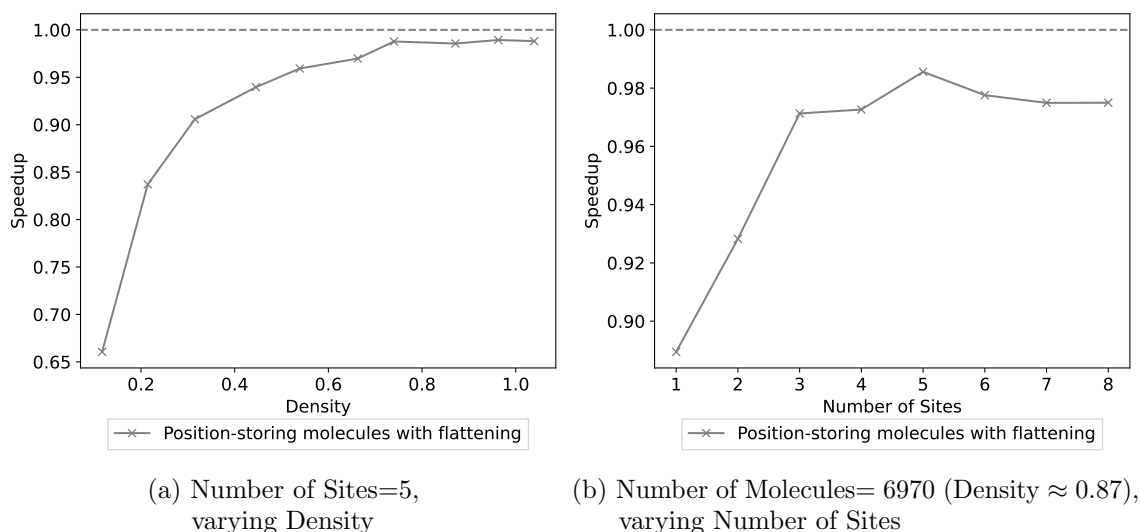 1.00
0.95
0.90
0.85
0.80
0.75
0.70
0.65
Speedup
0.2 0.4 0.6 0.8 1.0
Density
Position-storing molecules with flattening
(a) Number of Sites=5,
varying Density
1.00
0.98
0.96
0.94
0.92
0.90
Speedup
1 2 3 4 5 6 7 8
Number of Sites
Position-storing molecules with flattening
(b) Number of Molecules= 6970 (Density ≈ 0.87),
varying Number of Sites